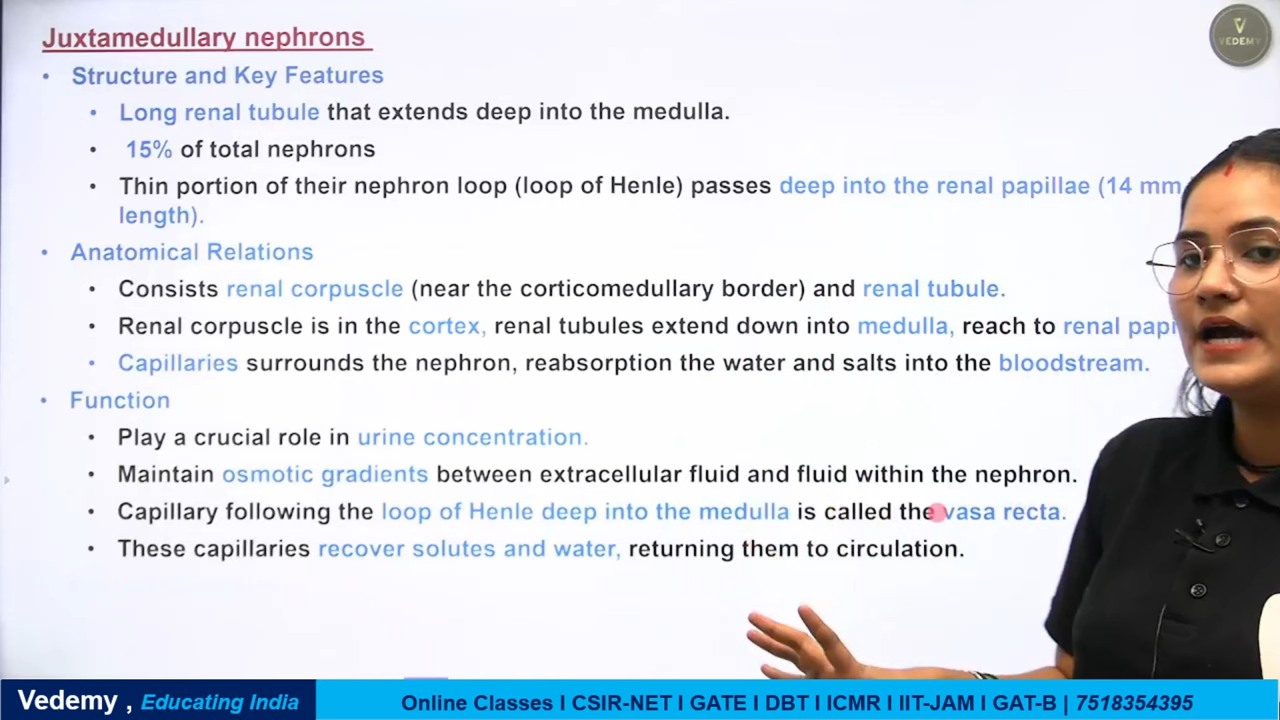 Juxtamedullary nephrons
V
VEDEMY
• Structure and Key Features
• Long renal tubule that extends deep into the medulla.
• 15% of total nephrons
• Thin portion of their nephron loop (loop of Henle) passes deep into the renal papillae (14 mm
length).
• Anatomical Relations
• Consists renal corpuscle (near the corticomedullary border) and renal tubule.
• Renal corpuscle is in the cortex, renal tubules extend down into medulla, reach to renal
• Capillaries surrounds the nephron, reabsorption the water and salts into the bloodstream.
• Function
• Play a crucial role in urine concentration.
• Maintain osmotic gradients between extracellular fluid and fluid within the nephron.
• Capillary following the loop of Henle deep into the medulla is called the vasa recta.
• These capillaries recover solutes and water, returning them to circulation.
Vedemy , Educating India
Online Classes I CSIR-NET I GATE I DBT I ICMR I IIT-JAM I GAT-B | 7518354395